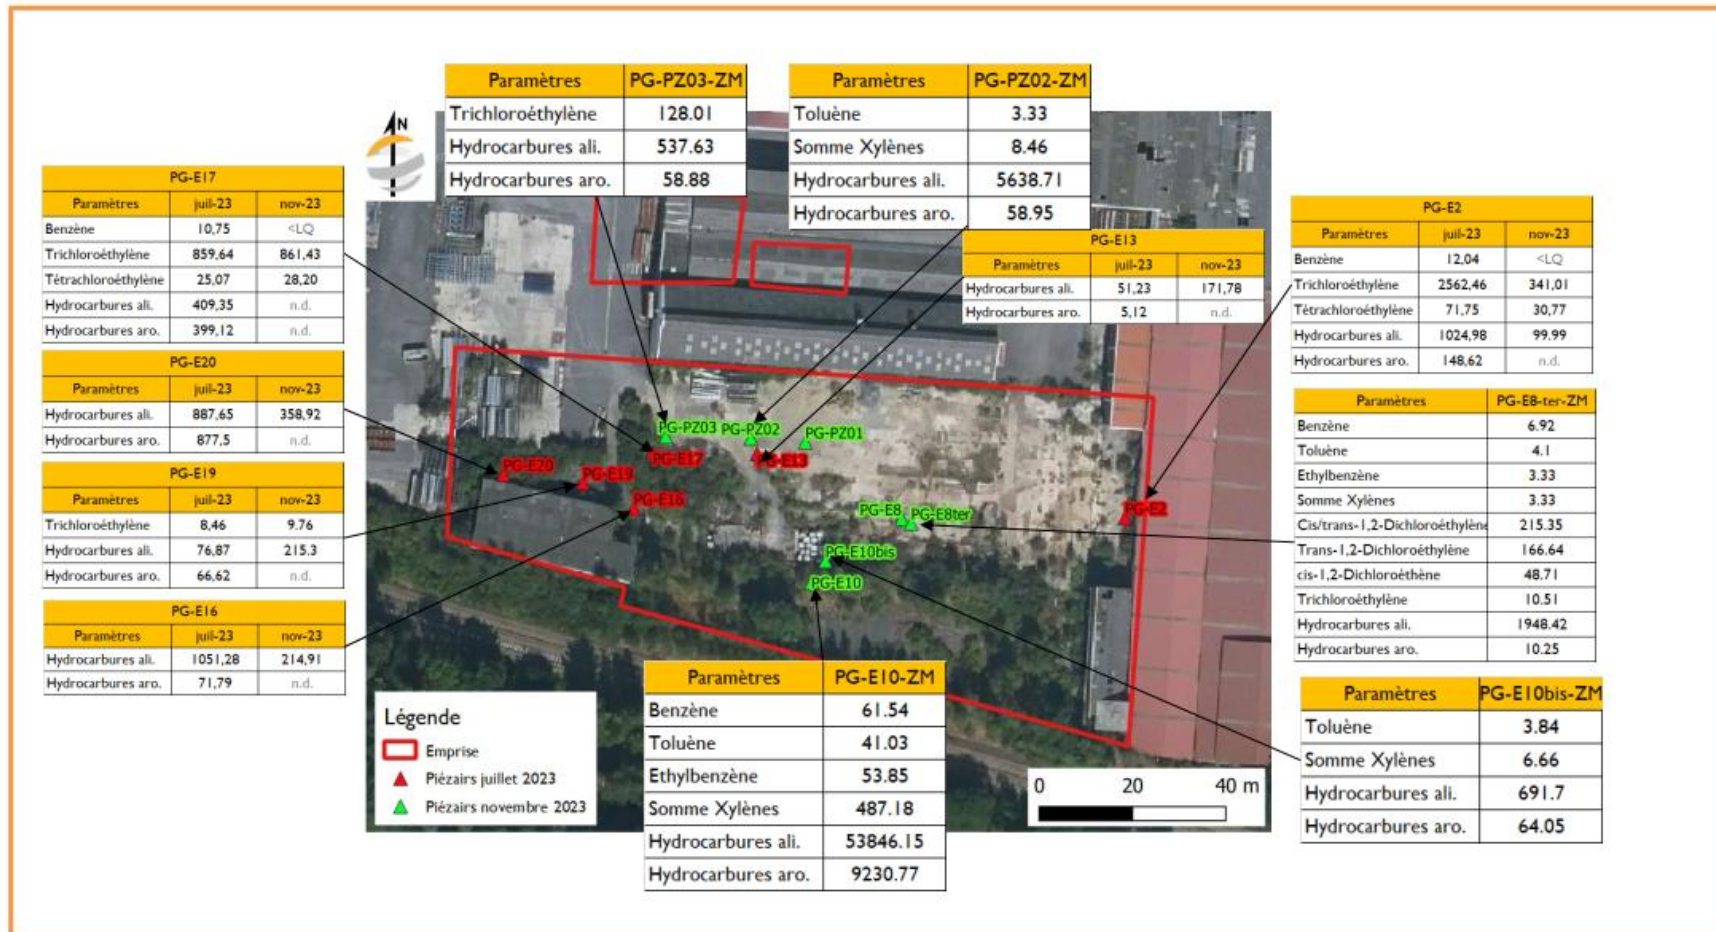 Paramètres PG-PZ03-ZM
Trichloroéthylène 128.01
Hydrocarbures ali. 537.63
Hydrocarbures aro. 58.88
Paramètres PG-PZ02-ZM
Toluène 3.33
Somme Xylènes 8.46
Hydrocarbures ali. 5638.71
Hydrocarbures aro. 58.95
N
PG-E17
Paramètres juil-23 nov-23
Benzène 10,75 <LQ
Trichloroéthylène 859,64 861,43
Tétrachloroéthylène 25,07 28,20
Hydrocarbures ali. 409,35 n.d.
Hydrocarbures aro. 399,12 n.d.
PG-E20
Paramètres juil-23 nov-23
Hydrocarbures ali. 887,65 358,92
Hydrocarbures aro. 877,5 n.d.
PG-E19
Paramètres juil-23 nov-23
Trichloroéthylène 8,46 9.76
Hydrocarbures ali. 76,87 215.3
Hydrocarbures aro. 66,62 n.d.
PG-E16
Paramètres juil-23 nov-23
Hydrocarbures ali. 1051,28 214,91
Hydrocarbures aro. 71,79 n.d.
PG-E13
Paramètres juil-23 nov-23
Hydrocarbures ali. 51,23 171,78
Hydrocarbures aro. 5,12 n.d.
PG-E2
Paramètres juil-23 nov-23
Benzène 12,04 <LQ
Trichloroéthylène 2562,46 341,01
Tétrachloroéthylène 71,75 30,77
Hydrocarbures ali. 1024,98 99,99
Hydrocarbures aro. 148,62 n.d.
Paramètres PG-E8-ter-ZM
Benzène 6.92
Toluène 4.1
Ethylbenzène 3.33
Somme Xylènes 3.33
Cis/trans-1,2-Dichloroéthylène 215.35
Trans-1,2-Dichloroéthylène 166.64
cis-1,2-Dichloroéthène 48.71
Trichloroéthylène 10.51
Hydrocarbures ali. 1948.42
Hydrocarbures aro. 10.25
PG-PZ03
PG-PZ02
PG-PZ01
PG-E17
PG-E13
PG-E20
PG-E19
PG-E16
PG-E8
PG-E8ter
PG-E2
PG-E10bis
PG-E10
Paramètres PG-E10-ZM
Benzène 61.54
Toluène 41.03
Ethylbenzène 53.85
Somme Xylènes 487.18
Hydrocarbures ali. 53846.15
Hydrocarbures aro. 9230.77
Paramètres PG-E10bis-ZM
Toluène 3.84
Somme Xylènes 6.66
Hydrocarbures ali. 691.7
Hydrocarbures aro. 64.05
Légende
Emprise
Piézairs juillet 2023
Piézairs novembre 2023
0 20 40 m